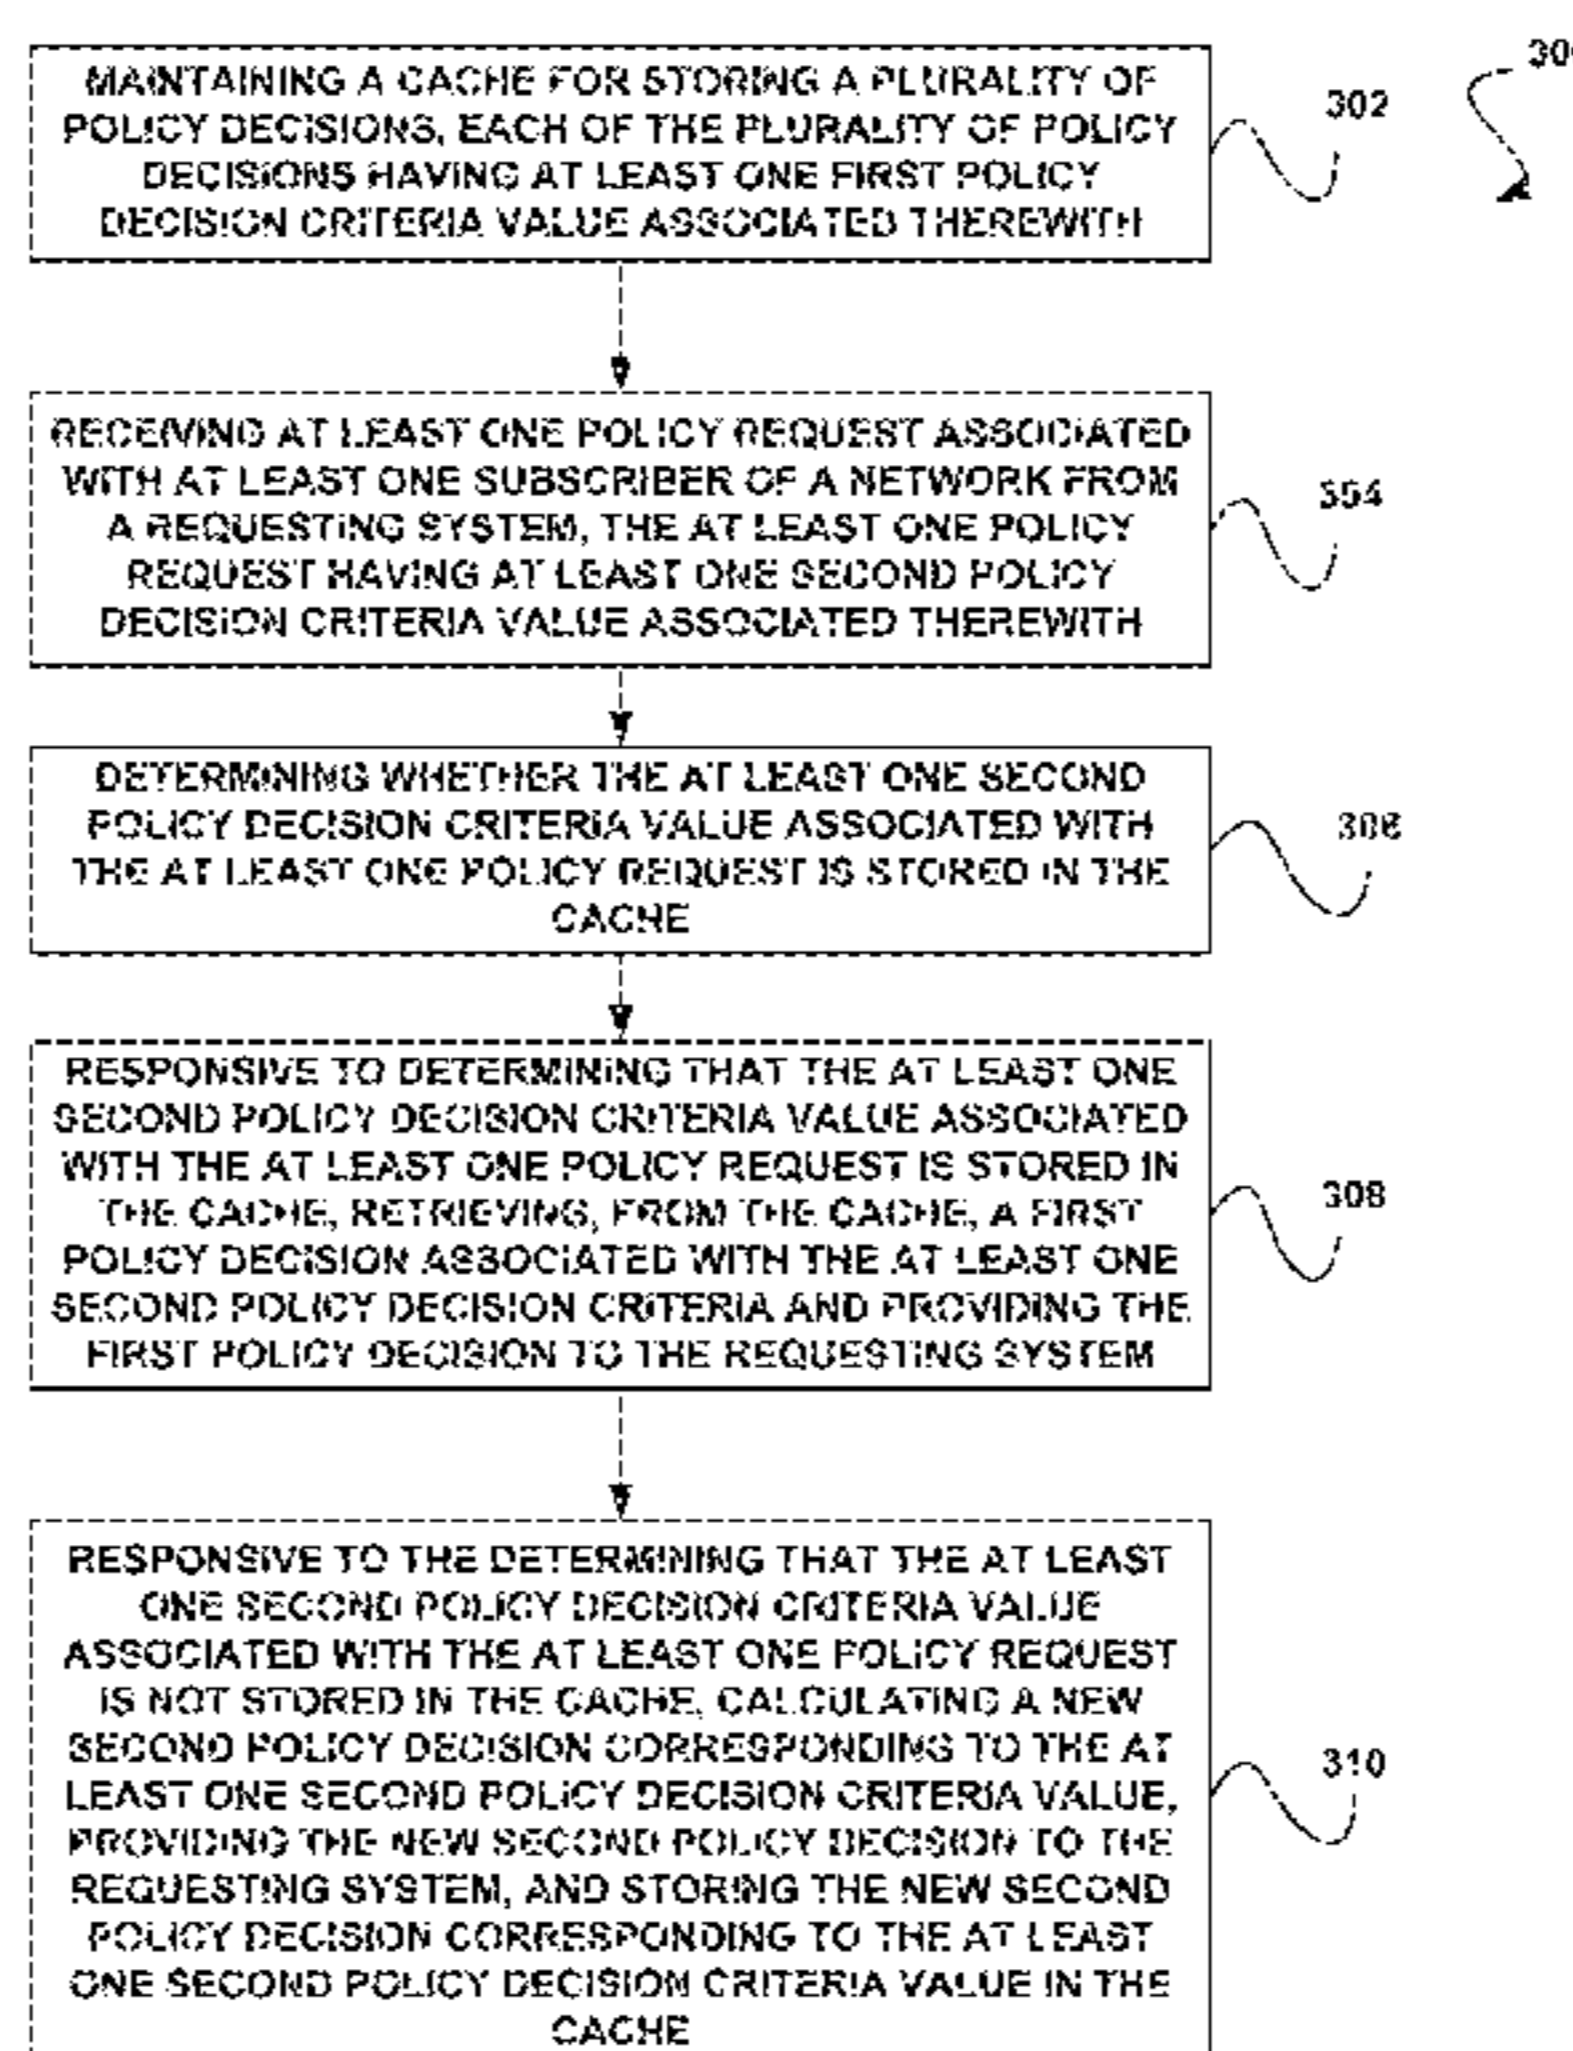 MAINTAINING A CACHE FOR STORING A PLURALITY OF
POLICY DECISIONS, EACH OF THE PLURALITY OF POLICY
DECISIONS HAVING AT LEAST ONE FIRST POLICY
DECISION CRITERIA VALUE ASSOCIATED THEREWITH
302
RECEIVING AT LEAST ONE POLICY REQUEST ASSOCIATED
WITH AT LEAST ONE SUBSCRIBER OF A NETWORK FROM
A REQUESTING SYSTEM, THE AT LEAST ONE POLICY
REQUEST HAVING AT LEAST ONE SECOND POLICY
DECISION CRITERIA VALUE ASSOCIATED THEREWITH
304
DETERMINING WHETHER THE AT LEAST ONE SECOND
POLICY DECISION CRITERIA VALUE ASSOCIATED WITH
THE AT LEAST ONE POLICY REQUEST IS STORED IN THE
CACHE
306
RESPONSIVE TO DETERMINING THAT THE AT LEAST ONE
SECOND POLICY DECISION CRITERIA VALUE ASSOCIATED
WITH THE AT LEAST ONE POLICY REQUEST IS STORED IN
THE CACHE, RETRIEVING, FROM THE CACHE, A FIRST
POLICY DECISION ASSOCIATED WITH THE AT LEAST ONE
SECOND POLICY DECISION CRITERIA AND PROVIDING THE
FIRST POLICY DECISION TO THE REQUESTING SYSTEM
308
RESPONSIVE TO THE DETERMINING THAT THE AT LEAST
ONE SECOND POLICY DECISION CRITERIA VALUE
ASSOCIATED WITH THE AT LEAST ONE POLICY REQUEST
IS NOT STORED IN THE CACHE, CALCULATING A NEW
SECOND POLICY DECISION CORRESPONDING TO THE AT
LEAST ONE SECOND POLICY DECISION CRITERIA VALUE,
PROVIDING THE NEW SECOND POLICY DECISION TO THE
REQUESTING SYSTEM, AND STORING THE NEW SECOND
POLICY DECISION CORRESPONDING TO THE AT LEAST
ONE SECOND POLICY DECISION CRITERIA VALUE IN THE
CACHE
310